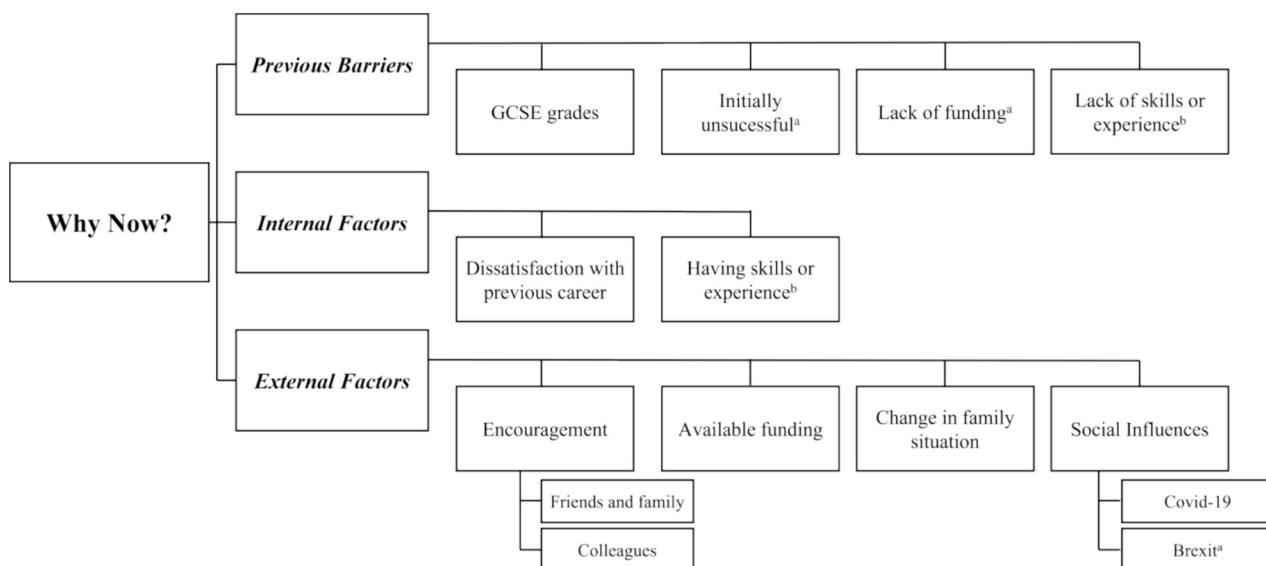 Previous Barriers
GCSE grades
Initially
unsucessfulᵃ
Lack of fundingᵃ
Lack of skills or
experienceᵇ
Why Now?
Internal Factors
Dissatisfaction with
previous career
Having skills or
experienceᵇ
External Factors
Encouragement
Available funding
Change in family
situation
Social Influences
Friends and family
Colleagues
Covid-19
Brexitᵃ